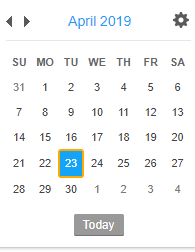 April 2019
SU MO TU WE TH FR SA
31 1 2 3 4 5 6
7 8 9 10 11 12 13
14 15 16 17 18 19 20
21 22 23 24 25 26 27
28 29 30 1 2 3 4
Today